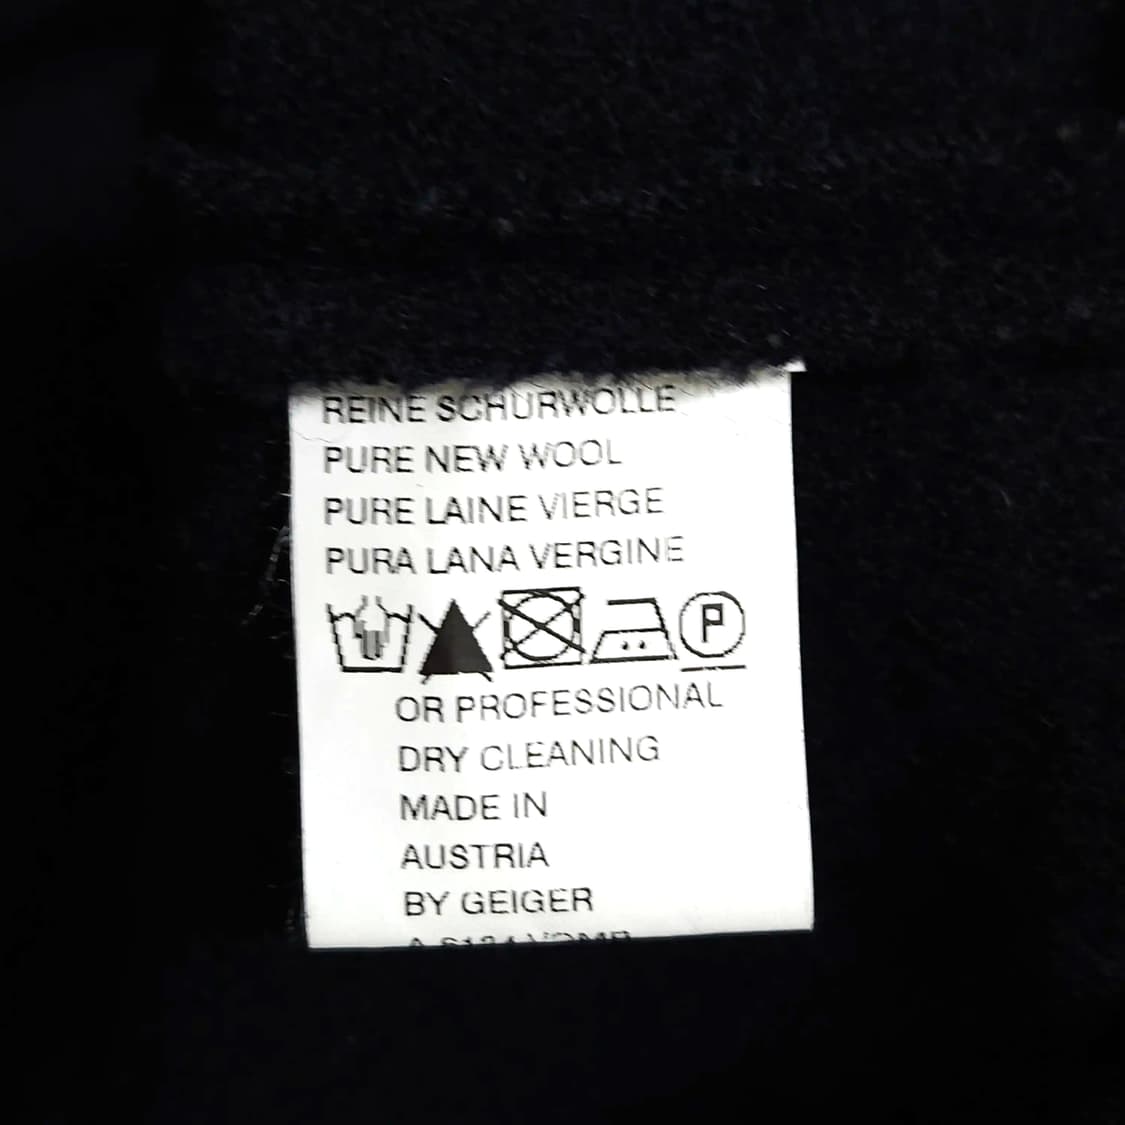 REINE SCHURWOLLE
PURE NEW WOOL
PURE LAINE VIERGE
PURA LANA VERGINE
P
OR PROFESSIONAL
DRY CLEANING
MADE IN
AUSTRIA
BY GEIGER